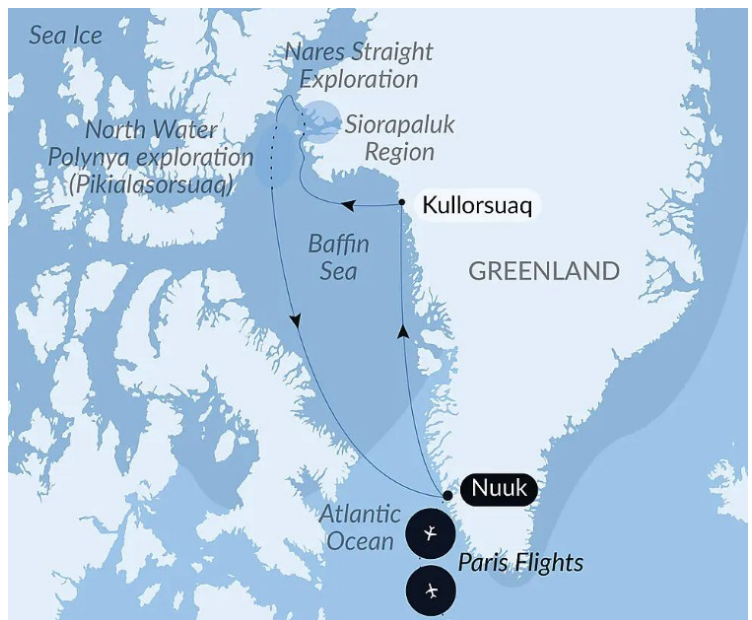 Sea Ice
Nares Straight
Exploration
North Water
Polynya exploration
(Pikialasorsuaq)
Siorapaluk
Region
Kullorsuaq
Baffin
Sea
GREENLAND
Nuuk
Atlantic
Ocean
Paris Flights